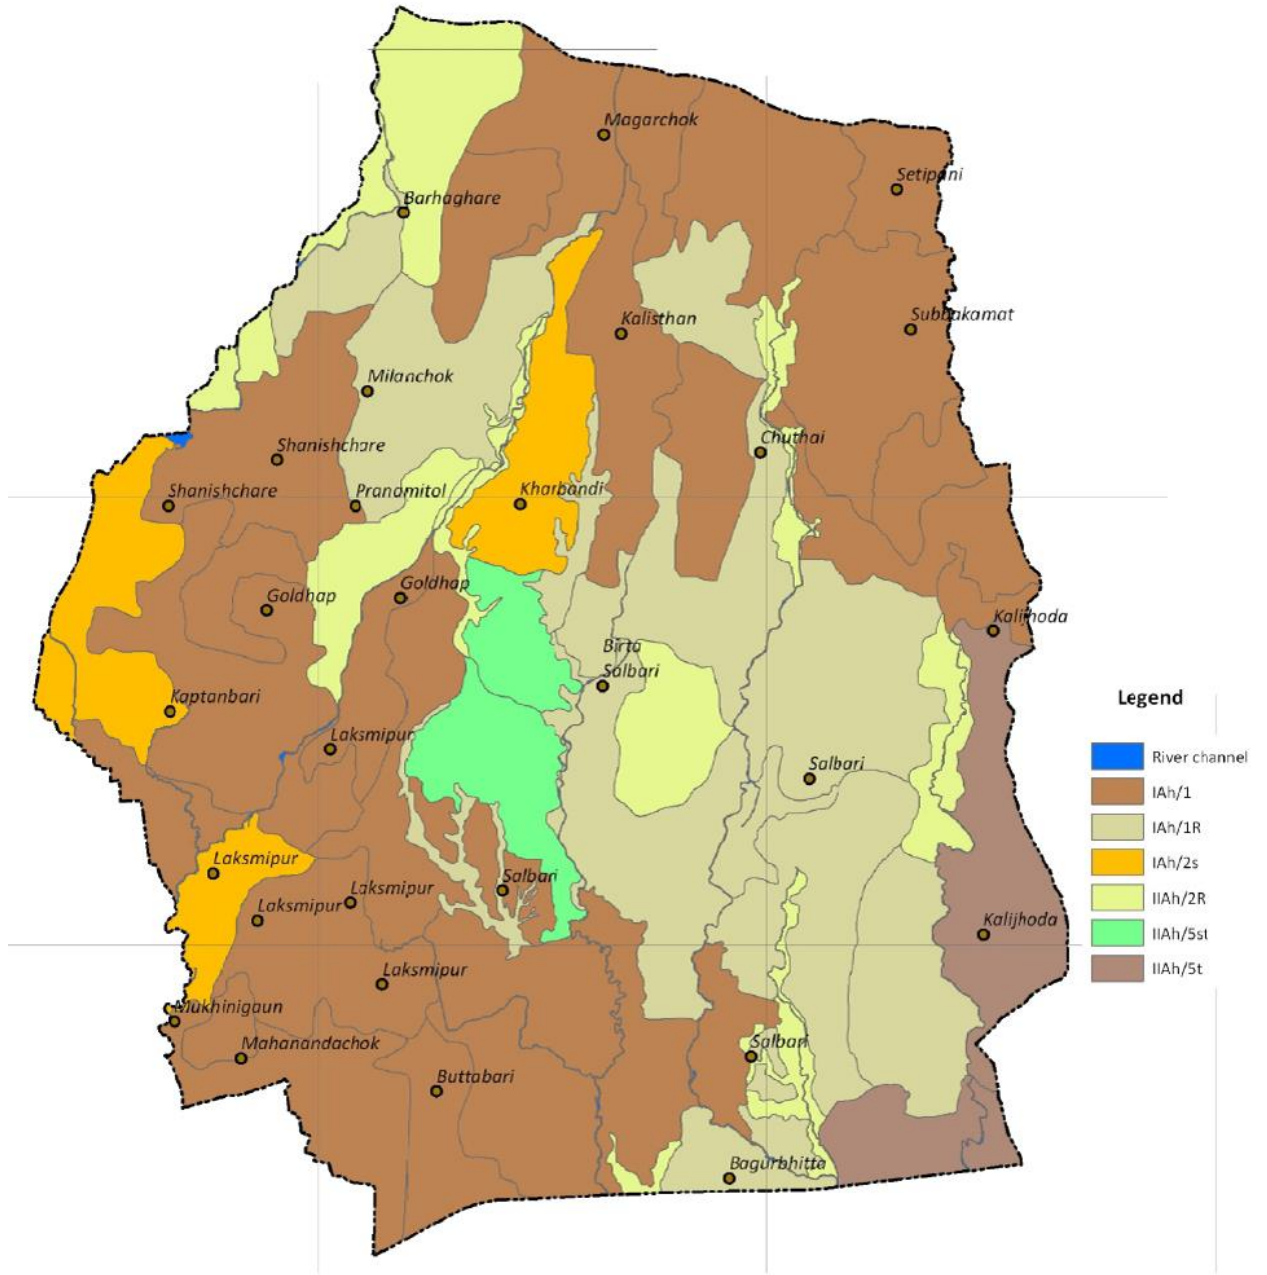 Magarchok
Setipani
Barhaghare
Kalisthan
Subbakamat
Milanchok
Chuthai
Shanishchare
Shanishchare
Pranamitol
Kharbandi
Goldhap
Goldhap
Kalijhoda
Birta
Salbari
Kaptanbari
Laksmipur
Salbari
Legend
River channel
IAh/1
IAh/1R
IAh/2s
IIAh/2R
IIAh/5st
IIAh/5t
Laksmipur
Laksmipur
Laksmipur
Salbari
Kalijhoda
Laksmipur
Mukhinigaun
Mahanandachok
Salbari
Buttabari
Bagurbhitta